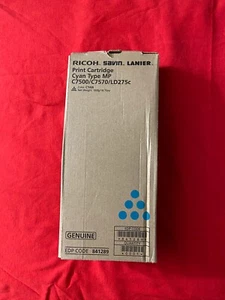 RICOH SAVIN. LANIER.
Print Cartridge
Cyan Type MP
C7500/C7570/LD275c
GENUINE
EDP-CODE 841289